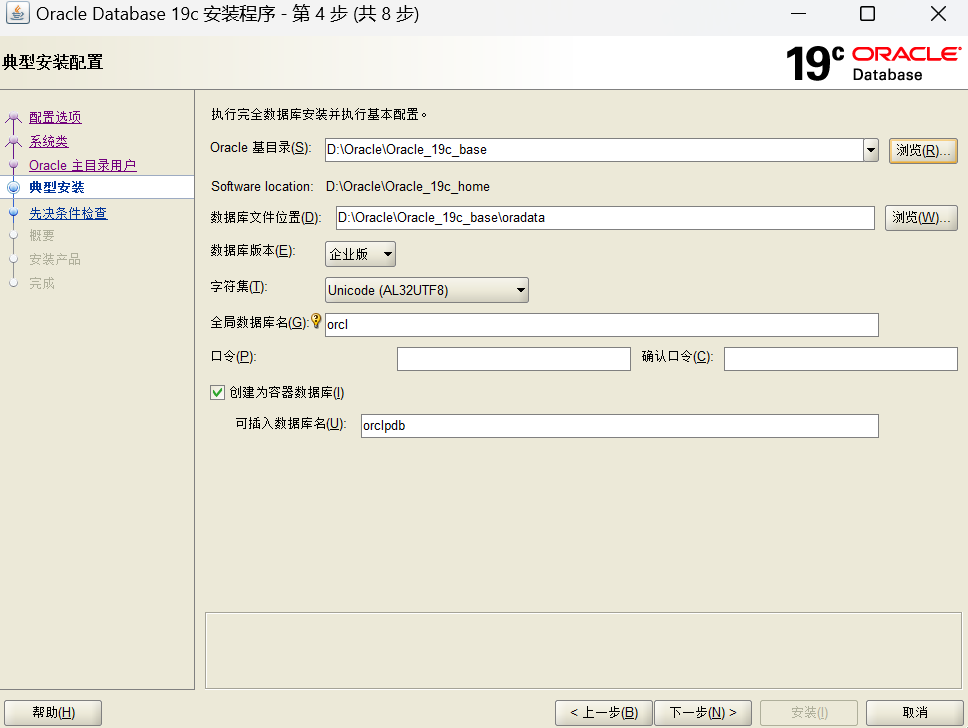 Oracle Database 19c 安装程序 - 第 4 步 (共 8 步)
典型安装配置
19c ORACLE
Database
配置选项
系统类
Oracle 主目录用户
典型安装
先决条件检查
概要
安装产品
完成
执行完全数据库安装并执行基本配置。
Oracle 基目录(S): D:\Oracle\Oracle_19c_base 浏览(R)...
Software location: D:\Oracle\Oracle_19c_home
数据库文件位置(D): D:\Oracle\Oracle_19c_base\oradata 浏览(W)...
数据库版本(E): 企业版
字符集(T): Unicode (AL32UTF8)
全局数据库名(G): orcl
口令(P): 确认口令(C):
创建为容器数据库(I)
可插入数据库名(U): orclpdb
帮助(H) < 上一步(B) 下一步(N) > 安装(I) 取消